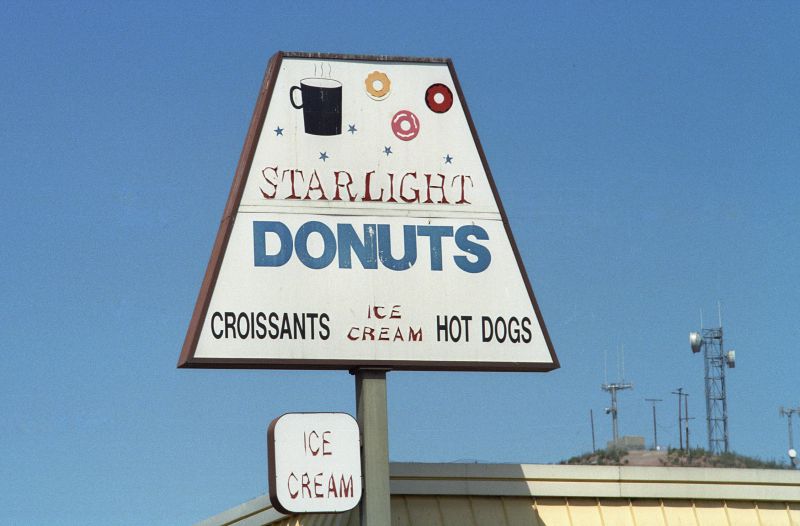 STARLIGHT
DONUTS
CROISSANTS ICE CREAM HOT DOGS
ICE
CREAM